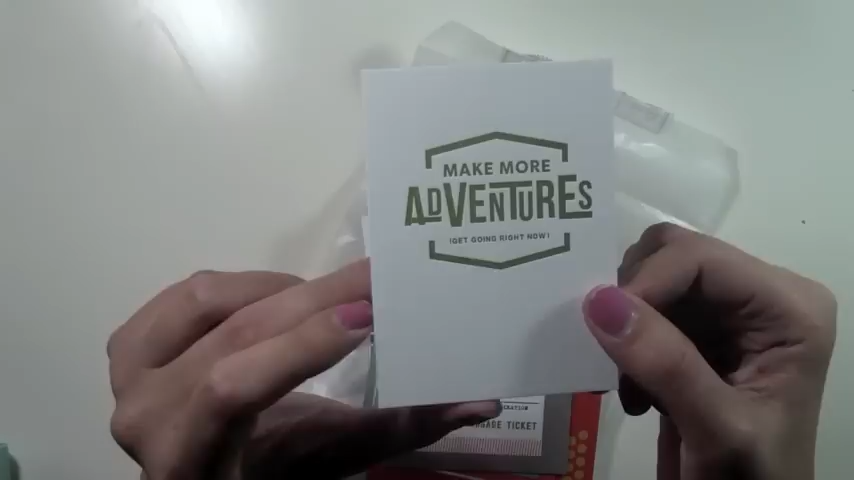 MAKE MORE
ADVENTURES
(GET GOING RIGHT NOW)
TICKET